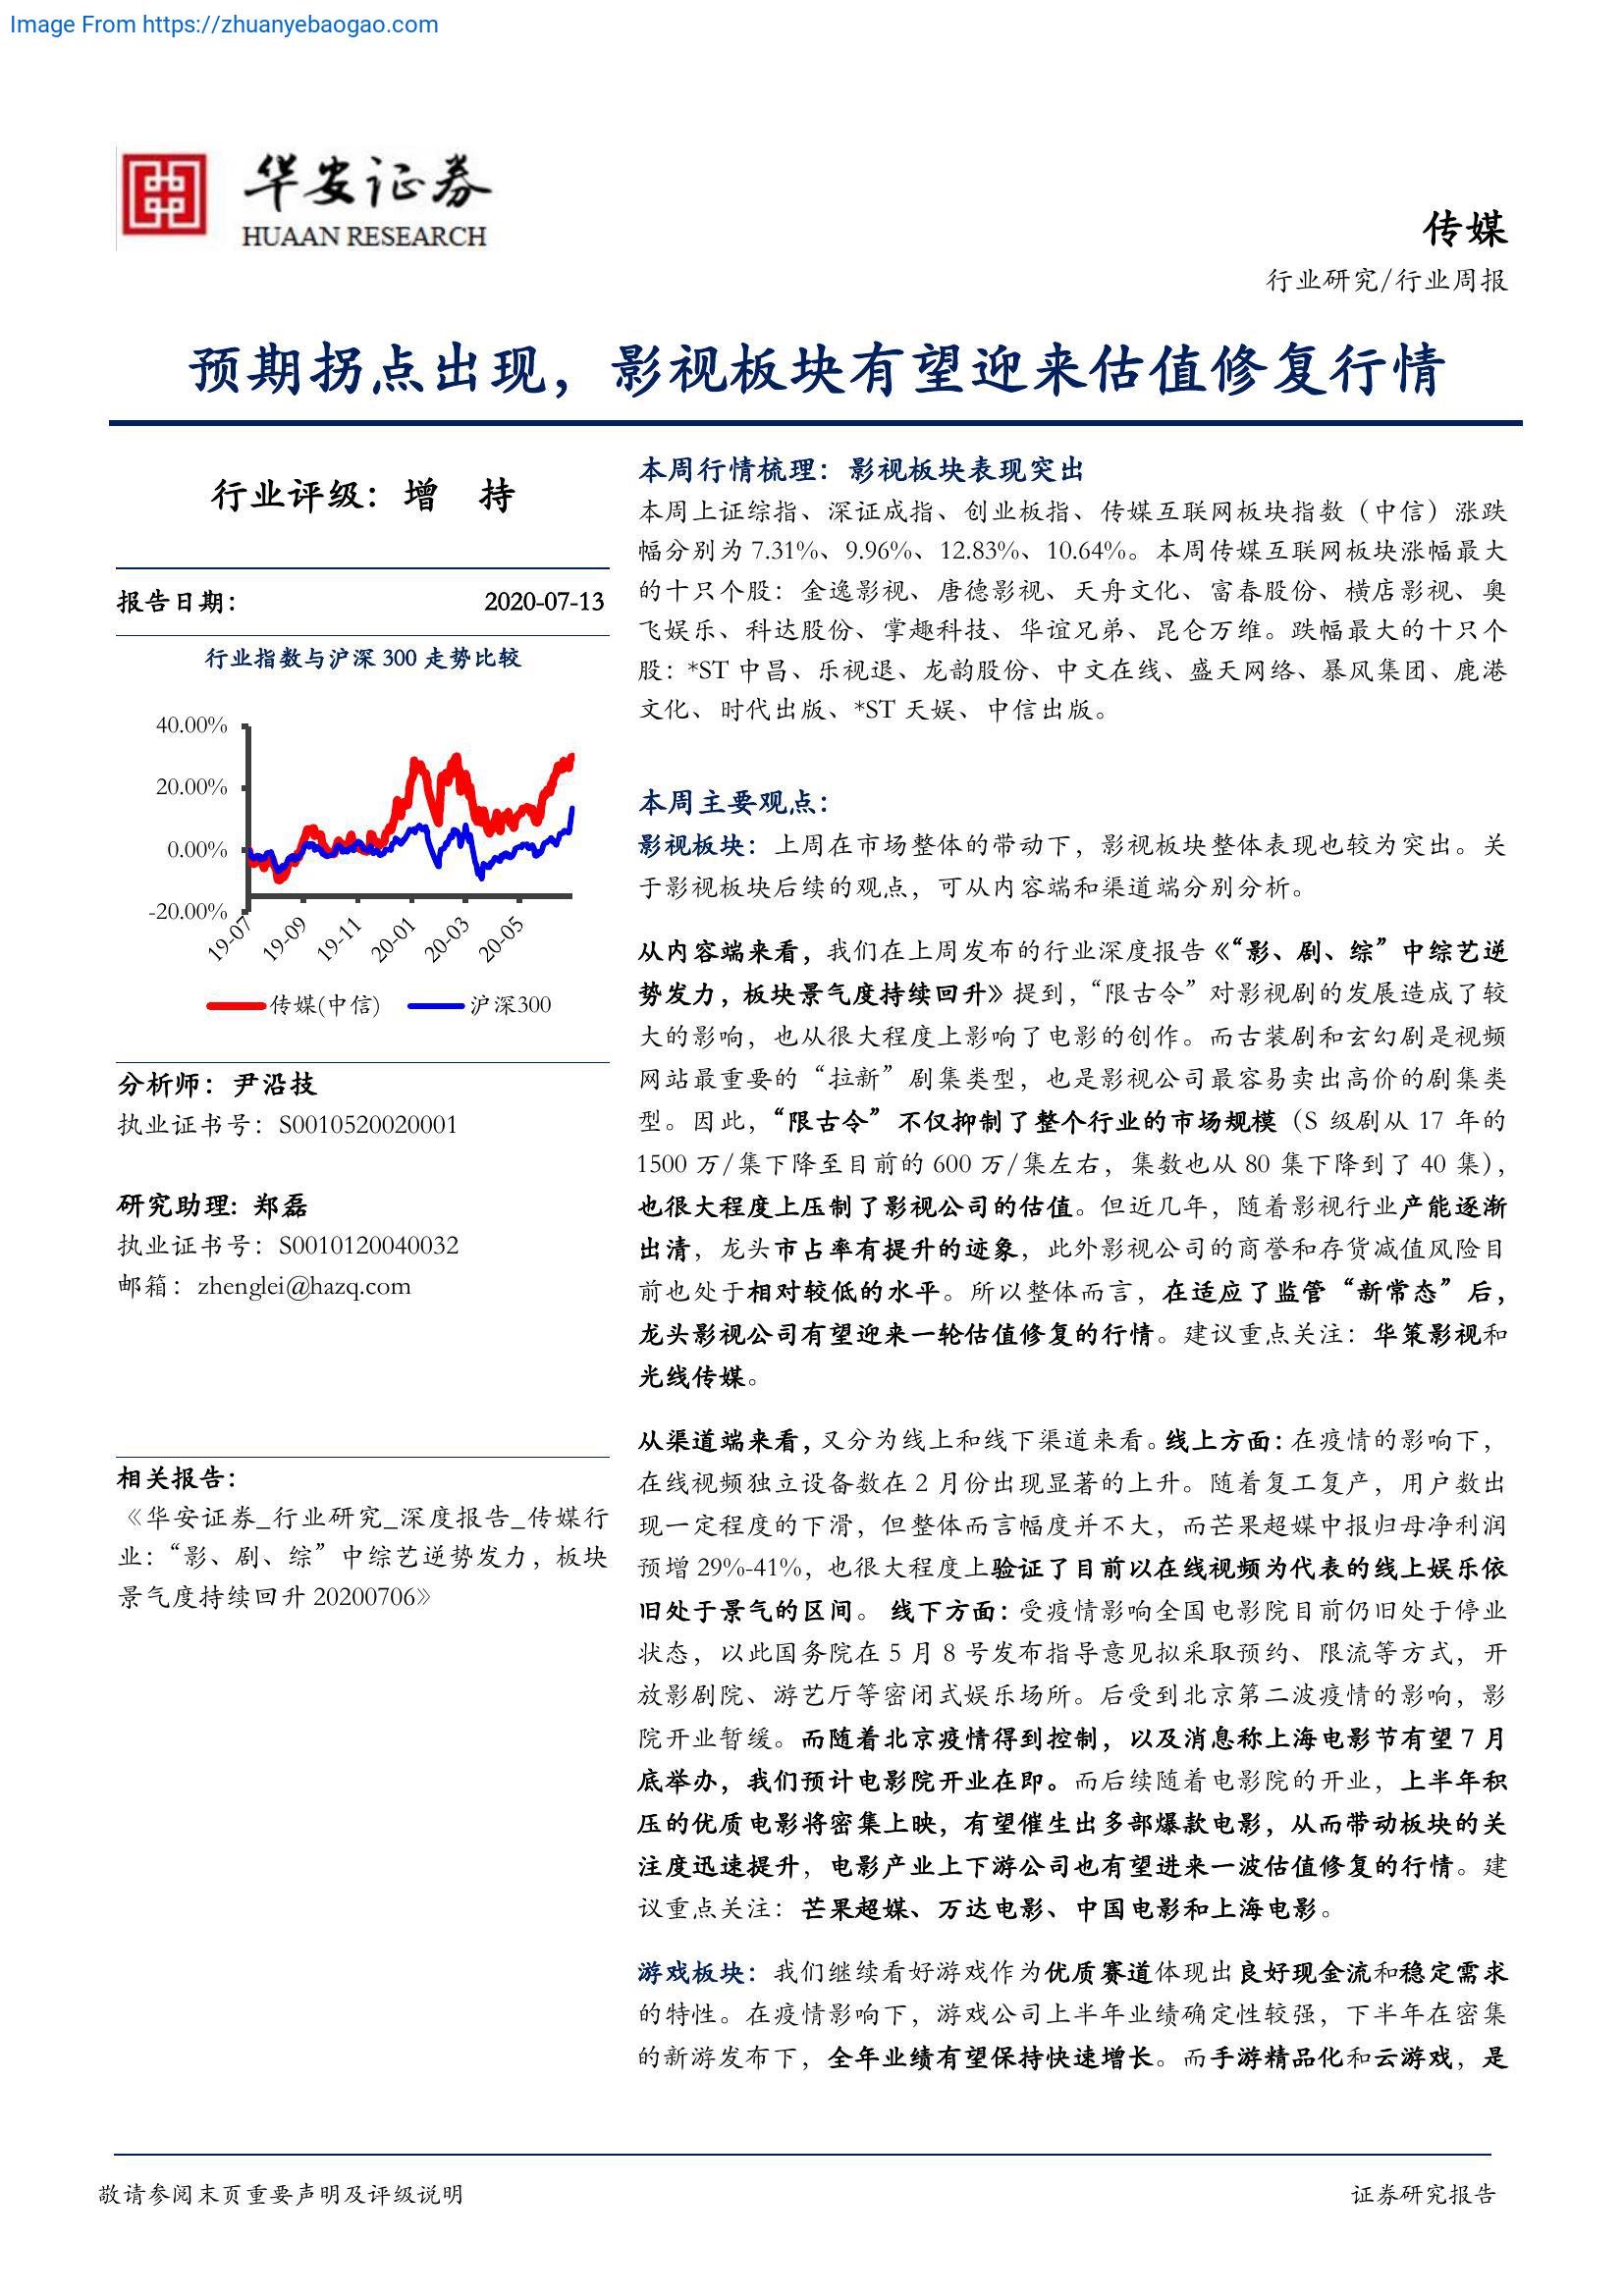 Image From https://zhuanyebaogao.com
华安证券
HUAAN RESEARCH
传媒
行业研究/行业周报
预期拐点出现，影视板块有望迎来估值修复行情
行业评级：增 持
报告日期：
2020-07-13
行业指数与沪深 300 走势比较
40.00%
20.00%
0.00%
-20.00%
19-07
19-09
19-11
20-01
20-03
20-05
传媒(中信)
沪深300
分析师：尹沿技
执业证书号：S0010520020001
研究助理：郑磊
执业证书号：S0010120040032
邮箱：zhenglei@hazq.com
相关报告：
《华安证券_行业研究_深度报告_传媒行
业：“影、剧、综”中综艺逆势发力，板块
景气度持续回升 20200706》
本周行情梳理：影视板块表现突出
本周上证综指、深证成指、创业板指、传媒互联网板块指数（中信）涨跌
幅分别为 7.31%、9.96%、12.83%、10.64%。本周传媒互联网板块涨幅最大
的十只个股：金逸影视、唐德影视、天舟文化、富春股份、横店影视、奥
飞娱乐、科达股份、掌趣科技、华谊兄弟、昆仑万维。跌幅最大的十只个
股：*ST 中昌、乐视退、龙韵股份、中文在线、盛天网络、暴风集团、鹿港
文化、时代出版、*ST 天娱、中信出版。
本周主要观点：
影视板块：上周在市场整体的带动下，影视板块整体表现也较为突出。关
于影视板块后续的观点，可从内容端和渠道端分别分析。
从内容端来看，我们在上周发布的行业深度报告《“影、剧、综”中综艺逆
势发力，板块景气度持续回升》提到，“限古令”对影视剧的发展造成了较
大的影响，也从很大程度上影响了电影的创作。而古装剧和玄幻剧是视频
网站最重要的“拉新”剧集类型，也是影视公司最容易卖出高价的剧集类
型。因此，“限古令”不仅抑制了整个行业的市场规模（S 级剧从 17 年的
1500 万/集下降至目前的 600 万/集左右，集数也从 80 集下降到了 40 集），
也很大程度上压制了影视公司的估值。但近几年，随着影视行业产能逐渐
出清，龙头市占率有提升的迹象，此外影视公司的商誉和存货减值风险目
前也处于相对较低的水平。所以整体而言，在适应了监管“新常态”后，
龙头影视公司有望迎来一轮估值修复的行情。建议重点关注：华策影视和
光线传媒。
从渠道端来看，又分为线上和线下渠道来看。线上方面：在疫情的影响下，
在线视频独立设备数在 2 月份出现显著的上升。随着复工复产，用户数出
现一定程度的下滑，但整体而言幅度并不大，而芒果超媒中报归母净利润
预增 29%-41%，也很大程度上验证了目前以在线视频为代表的线上娱乐依
旧处于景气的区间。 线下方面：受疫情影响全国电影院目前仍旧处于停业
状态，以此国务院在 5 月 8 号发布指导意见拟采取预约、限流等方式，开
放影剧院、游艺厅等密闭式娱乐场所。后受到北京第二波疫情的影响，影
院开业暂缓。而随着北京疫情得到控制，以及消息称上海电影节有望 7 月
底举办，我们预计电影院开业在即。而后续随着电影院的开业，上半年积
压的优质电影将密集上映，有望催生出多部爆款电影，从而带动板块的关
注度迅速提升，电影产业上下游公司也有望进来一波估值修复的行情。建
议重点关注：芒果超媒、万达电影、中国电影和上海电影。
游戏板块：我们继续看好游戏作为优质赛道体现出良好现金流和稳定需求
的特性。在疫情影响下，游戏公司上半年业绩确定性较强，下半年在密集
的新游发布下，全年业绩有望保持快速增长。而手游精品化和云游戏，是
敬请参阅末页重要声明及评级说明
证券研究报告